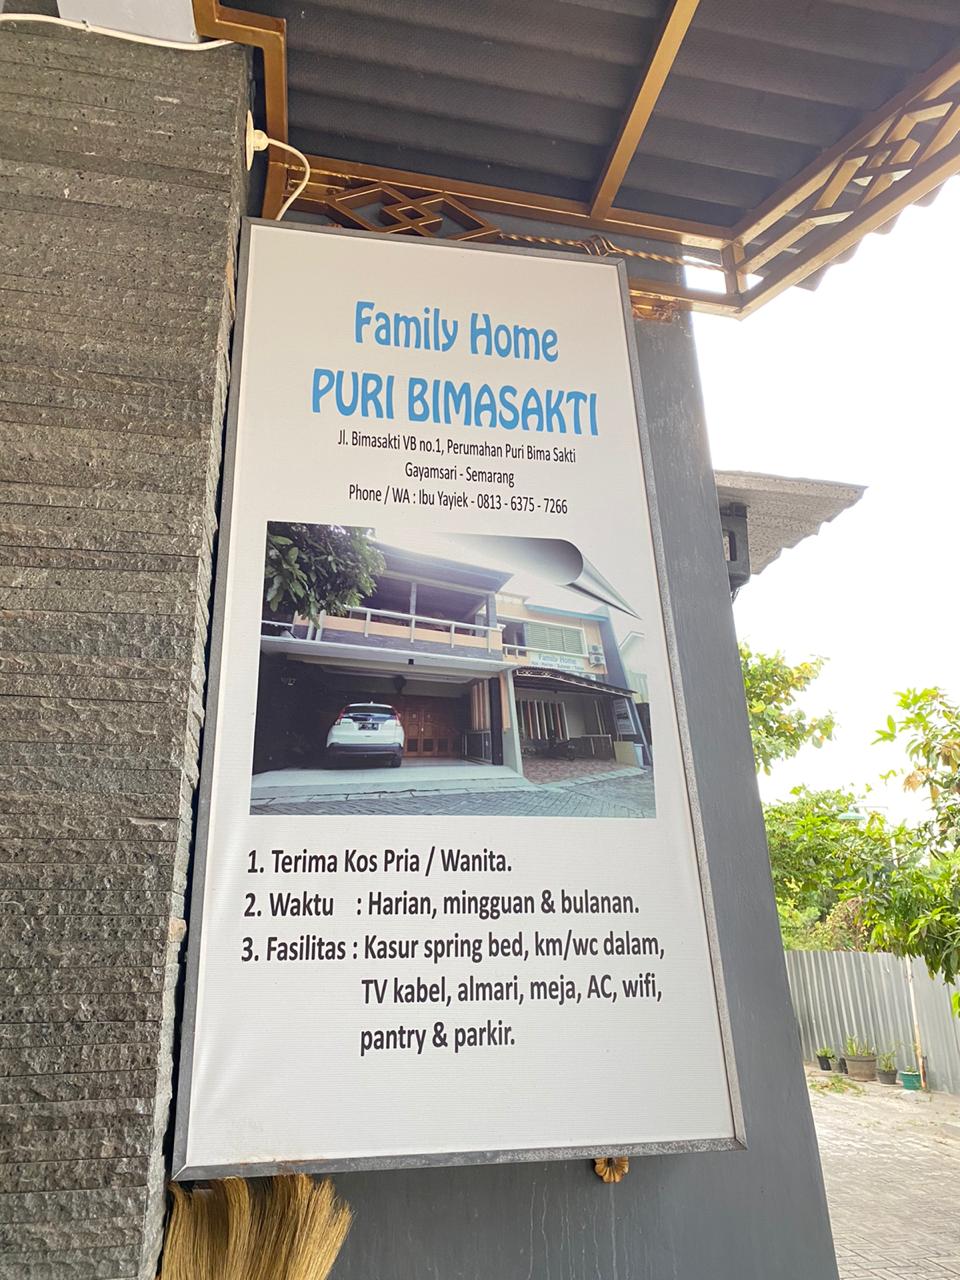 Family Home
PURI BIMASAKTI
Jl. Bimasakti VB no.1, Perumahan Puri Bima Sakti
Gayamsari - Semarang
Phone / WA : Ibu Yayiek - 0813 - 6375 - 7266
Family Home
1. Terima Kos Pria / Wanita.
2. Waktu : Harian, mingguan & bulanan.
3. Fasilitas : Kasur spring bed, km/wc dalam,
TV kabel, almari, meja, AC, wifi,
pantry & parkir.